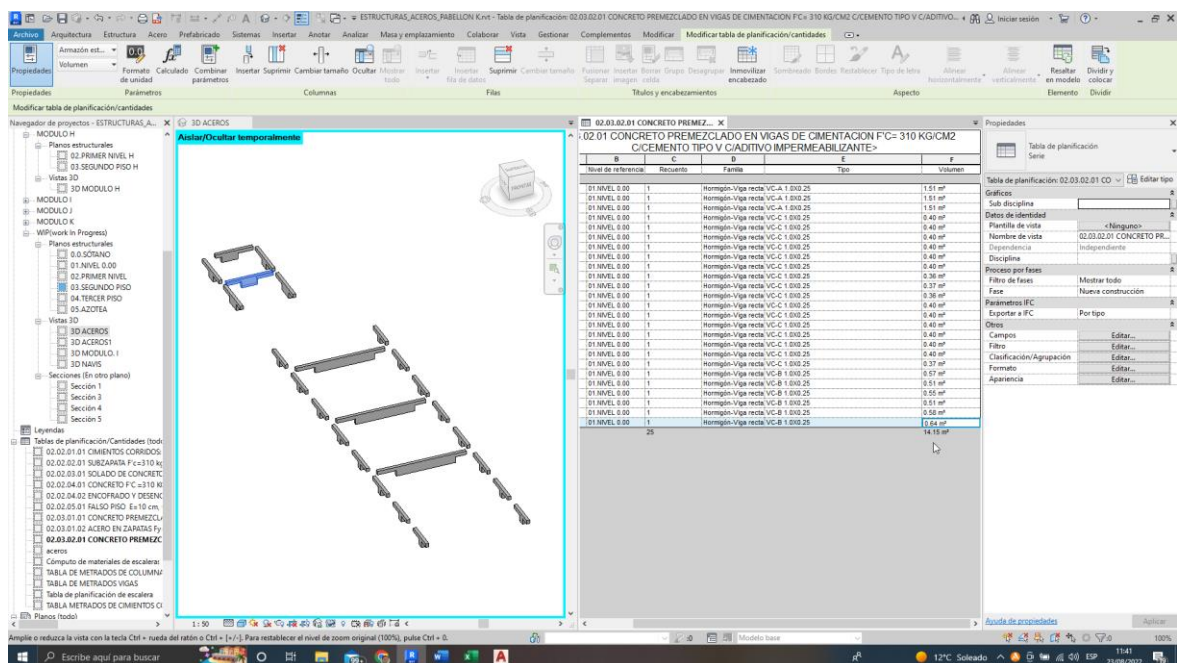 ESTRUCTURAS_ACEROS_PABELLON K.rvt - Tabla de planificación: 02.03.02.01 CONCRETO PREMEZCLADO EN VIGAS DE CIMENTACION F'C= 310 KG/CM2 C/CEMENTO TIPO V C/ADITIVO...
Iniciar sesión
Archivo Arquitectura Estructura Acero Prefabricado Sistemas Insertar Anotar Analizar Masa y emplazamiento Colaborar Vista Gestionar Complementos Modificar Modificar tabla de planificación/cantidades
Propiedades
Armazón est...
Volumen
Formato de unidad
Calculado
Combinar parámetros
Insertar Suprimir Cambiar tamaño Ocultar Mostrar todo
Insertar
Insertar fila de datos
Suprimir Cambiar tamaño
Fusionar Separar
Insertar imagen
Borrar celda
Grupo Desagrupar
Inmovilizar encabezado
Sombreado Bordes Restablecer Tipo de letra
Alinear horizontalmente
Alinear verticalmente
Resaltar en modelo
Dividir y colocar
Propiedades Parámetros Columnas Filas Títulos y encabezamientos Aspecto Elemento Dividir
Modificar tabla de planificación/cantidades
Navegador de proyectos - ESTRUCTURAS_A...
MODULO H
Planos estructurales
02.PRIMER NIVEL H
03.SEGUNDO PISO H
Vistas 3D
3D MODULO H
MODULO I
MODULO J
MODULO K
WIP(work In Progress)
Planos estructurales
0.0.SÓTANO
01.NIVEL 0.00
02.PRIMER NIVEL
03.SEGUNDO PISO
04.TERCER PISO
05.AZOTEA
Vistas 3D
3D ACEROS
3D ACEROS1
3D MODULO. I
3D NAVIS
Secciones (En otro plano)
Sección 1
Sección 3
Sección 4
Sección 5
Leyendas
Tablas de planificación/Cantidades (tod
02.02.01.01 CIMIENTOS CORRIDOS:
02.02.02.01 SUBZAPATA F'c=310 k
02.02.03.01 SOLADO DE CONCRET
02.02.04.01 CONCRETO F'C =310 K
02.02.04.02 ENCOFRADO Y DESEN
02.02.05.01 FALSO PISO E=10 cm,
02.03.01.01 CONCRETO PREMEZCL
02.03.01.02 ACERO EN ZAPATAS Fy
02.03.02.01 CONCRETO PREMEZC
aceros
Cómputo de materiales de escaleras
TABLA DE METRADOS DE COLUMN
TABLA DE METRADOS VIGAS
Tabla de planificación de escalera
TABLA METRADOS DE CIMIENTOS C
Planos (todo)
3D ACEROS
Aislar/Ocultar temporalmente
1 : 50
02.03.02.01 CONCRETO PREMEZ...
.02.01 CONCRETO PREMEZCLADO EN VIGAS DE CIMENTACION F'C= 310 KG/CM2
C/CEMENTO TIPO V C/ADITIVO IMPERMEABILIZANTE>
B C D E F
Nivel de referencia Recuento Familia Tipo Volumen
01.NIVEL 0.00 1 Hormigón-Viga recta VC-A 1.0X0.25 1.51 m³
01.NIVEL 0.00 1 Hormigón-Viga recta VC-A 1.0X0.25 1.51 m³
01.NIVEL 0.00 1 Hormigón-Viga recta VC-A 1.0X0.25 1.51 m³
01.NIVEL 0.00 1 Hormigón-Viga recta VC-C 1.0X0.25 0.40 m³
01.NIVEL 0.00 1 Hormigón-Viga recta VC-C 1.0X0.25 0.40 m³
01.NIVEL 0.00 1 Hormigón-Viga recta VC-C 1.0X0.25 0.40 m³
01.NIVEL 0.00 1 Hormigón-Viga recta VC-C 1.0X0.25 0.40 m³
01.NIVEL 0.00 1 Hormigón-Viga recta VC-C 1.0X0.25 0.40 m³
01.NIVEL 0.00 1 Hormigón-Viga recta VC-C 1.0X0.25 0.40 m³
01.NIVEL 0.00 1 Hormigón-Viga recta VC-C 1.0X0.25 0.36 m³
01.NIVEL 0.00 1 Hormigón-Viga recta VC-C 1.0X0.25 0.37 m³
01.NIVEL 0.00 1 Hormigón-Viga recta VC-C 1.0X0.25 0.36 m³
01.NIVEL 0.00 1 Hormigón-Viga recta VC-C 1.0X0.25 0.40 m³
01.NIVEL 0.00 1 Hormigón-Viga recta VC-C 1.0X0.25 0.40 m³
01.NIVEL 0.00 1 Hormigón-Viga recta VC-C 1.0X0.25 0.40 m³
01.NIVEL 0.00 1 Hormigón-Viga recta VC-C 1.0X0.25 0.40 m³
01.NIVEL 0.00 1 Hormigón-Viga recta VC-C 1.0X0.25 0.40 m³
01.NIVEL 0.00 1 Hormigón-Viga recta VC-C 1.0X0.25 0.40 m³
01.NIVEL 0.00 1 Hormigón-Viga recta VC-C 1.0X0.25 0.37 m³
01.NIVEL 0.00 1 Hormigón-Viga recta VC-B 1.0X0.25 0.57 m³
01.NIVEL 0.00 1 Hormigón-Viga recta VC-B 1.0X0.25 0.51 m³
01.NIVEL 0.00 1 Hormigón-Viga recta VC-B 1.0X0.25 0.55 m³
01.NIVEL 0.00 1 Hormigón-Viga recta VC-B 1.0X0.25 0.51 m³
01.NIVEL 0.00 1 Hormigón-Viga recta VC-B 1.0X0.25 0.58 m³
01.NIVEL 0.00 1 Hormigón-Viga recta VC-B 1.0X0.25 0.64 m³
25 14.15 m³
Propiedades
Tabla de planificación
Serie
Tabla de planificación: 02.03.02.01 CO Editar tipo
Gráficos
Sub disciplina
Datos de identidad
Plantilla de vista <Ninguno>
Nombre de vista 02.03.02.01 CONCRETO PR...
Dependencia Independiente
Disciplina
Proceso por fases
Filtro de fases Mostrar todo
Fase Nueva construcción
Parámetros IFC
Exportar a IFC Por tipo
Otros
Campos Editar...
Filtro Editar...
Clasificación/Agrupación Editar...
Formato Editar...
Apariencia Editar...
Ayuda de propiedades Aplicar
Amplíe o reduzca la vista con la tecla Ctrl + rueda del ratón o Ctrl + [+/-]. Para restablecer el nivel de zoom original (100%), pulse Ctrl + 0.
:0 Modelo base
:0 100%
Escribe aquí para buscar
12°C Soleado ESP 11:41
23/08/2022